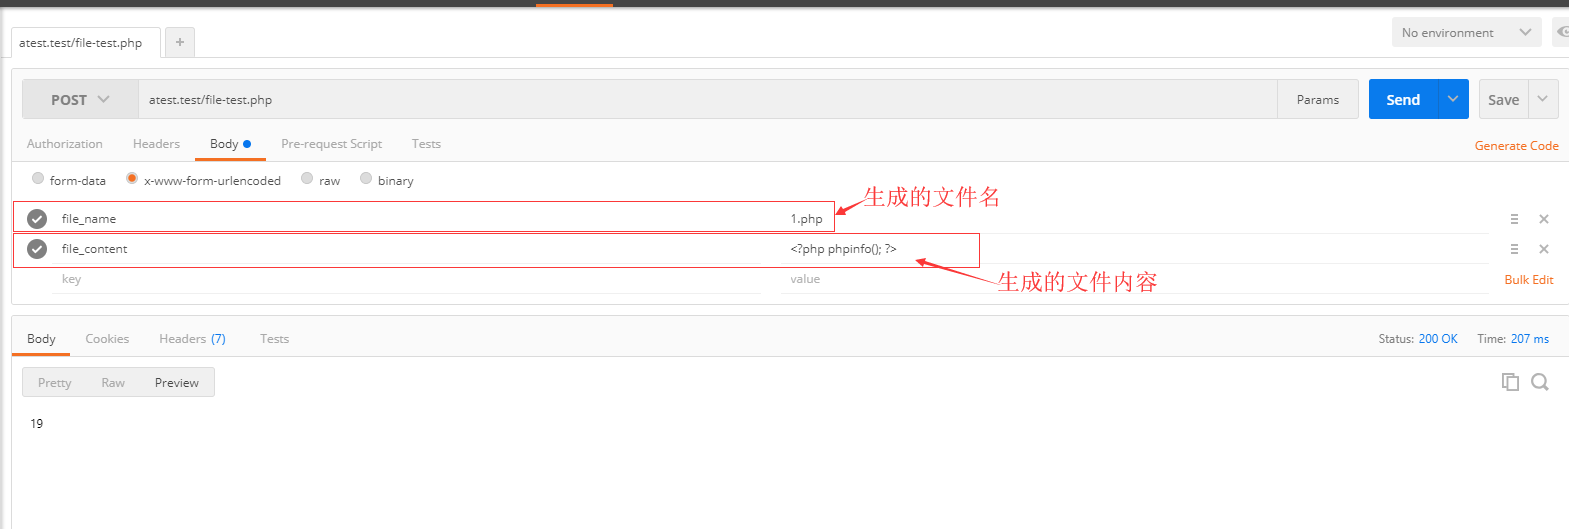 atest.test/file-test.php +
No environment
POST atest.test/file-test.php Params Send Save
Authorization Headers Body Pre-request Script Tests Generate Code
form-data x-www-form-urlencoded raw binary
生成的文件名
file_name 1.php
file_content <?php phpinfo(); ?>
生成的文件内容
key value Bulk Edit
Body Cookies Headers (7) Tests Status: 200 OK Time: 207 ms
Pretty Raw Preview
19